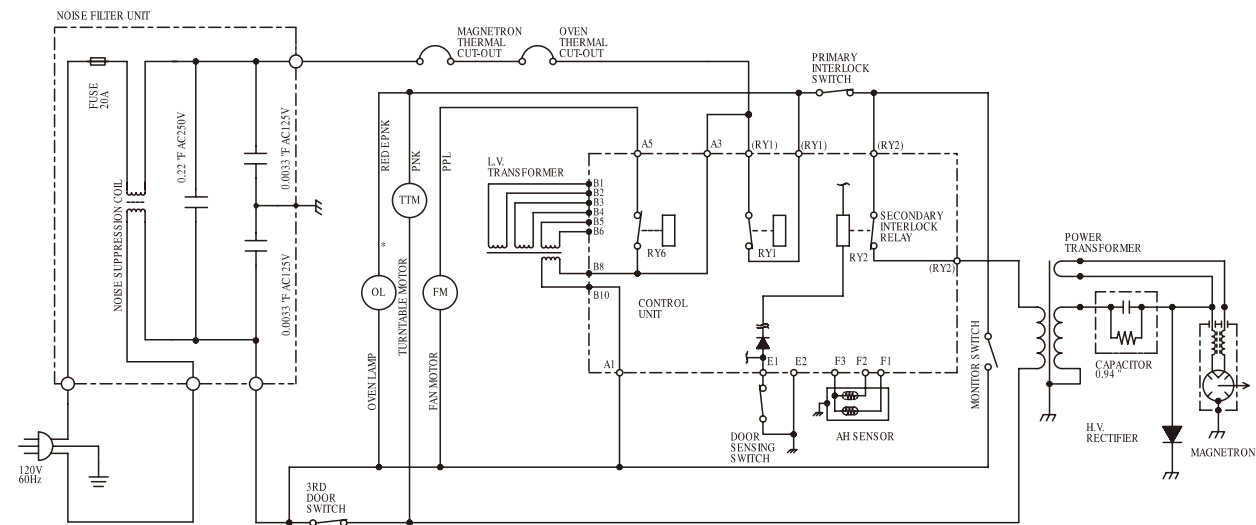 NOISE FILTER UNIT
FUSE
20A
NOISE SUPPRESSION COIL
0.22 "F AC250V
0.0033 "F AC125V
0.0033 "F AC125V
120V
60Hz
MAGNETRON
THERMAL
CUT-OUT
OVEN
THERMAL
CUT-OUT
PRIMARY
INTERLOCK
SWITCH
RED EPNK
PNK
PPL
L.V.
TRANSFORMER
A5
A3
(RY1)
(RY1)
(RY2)
B1
B2
B3
B4
B5
B6
B8
B10
TTM
*
OL
FM
RY6
RY1
RY2
SECONDARY
INTERLOCK
RELAY
(RY2)
CONTROL
UNIT
A1
E1
E2
F3
F2
F1
OVEN LAMP
TURNTABLE MOTOR
FAN MOTOR
DOOR
SENSING
SWITCH
AH SENSOR
MONITOR SWITCH
3RD
DOOR
SWITCH
POWER
TRANSFORMER
CAPACITOR
0.94 "
H.V.
RECTIFIER
MAGNETRON